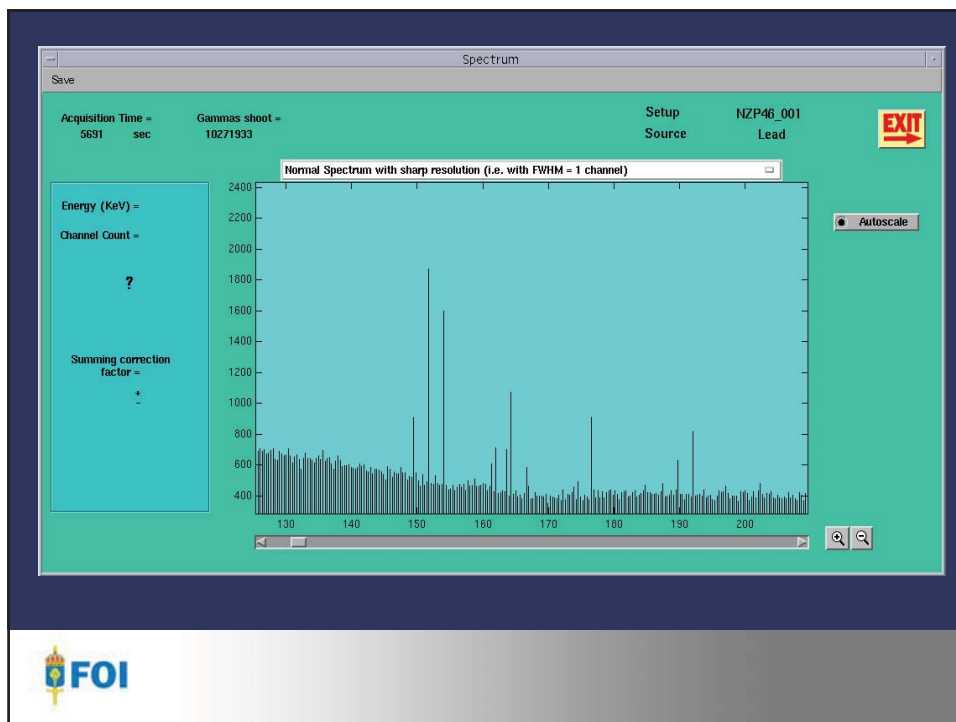 Spectrum
Save
Acquisition Time =
5691 sec
Gammas shoot =
10271933
Setup NZP46_001
Source Lead
EXIT
Normal Spectrum with sharp resolution (i.e. with FWHM = 1 channel)
Energy (KeV) =
Channel Count =
?
Summing correction
factor =
+
-
Autoscale
2400
2200
2000
1800
1600
1400
1200
1000
800
600
400
130 140 150 160 170 180 190 200
FOI